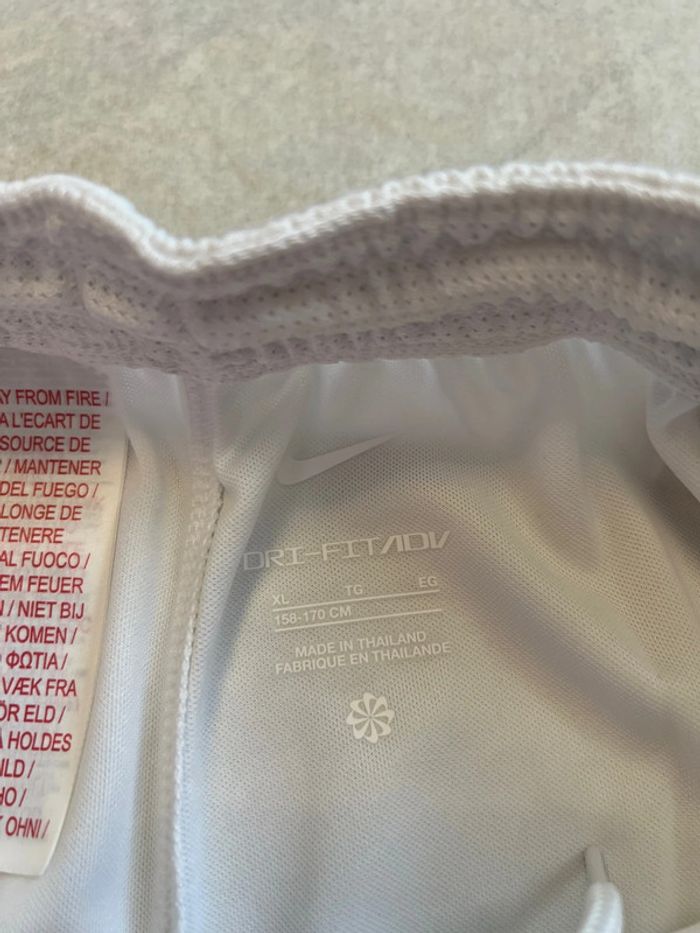 Y FROM FIRE /
A L'ECART DE
SOURCE DE
/ MANTENER
DEL FUEGO /
LONGE DE
TENERE
AL FUOCO /
EM FEUER
/ NIET BIJ
KOMEN /
ΦΩΤΙΑ /
VÆK FRA
ÖR ELD /
HOLDES
ILD /
HO /
OHNI /
DRI-FIT ADV
XL TG EG
158-170 CM
MADE IN THAILAND
FABRIQUE EN THAILANDE